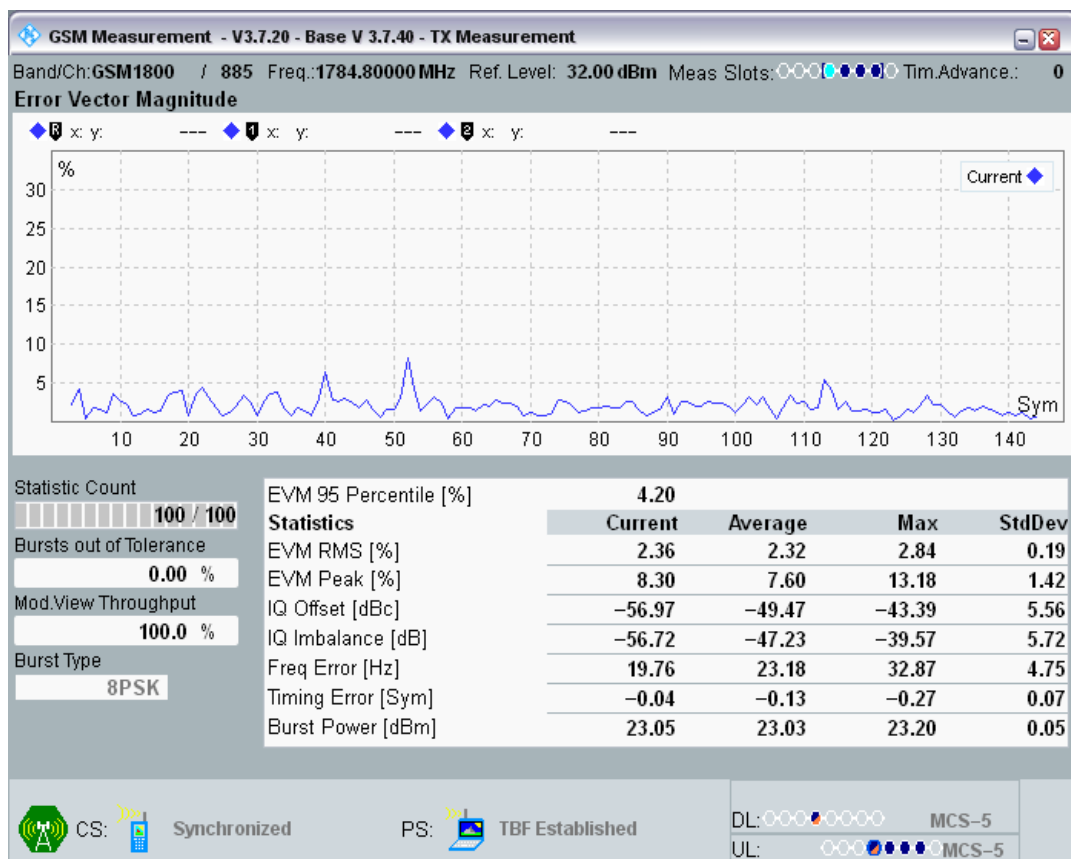 GSM Measurement - V3.7.20 - Base V 3.7.40 - TX Measurement
Band/Ch:GSM1800 / 885 Freq.:1784.80000MHz Ref. Level: 32.00 dBm Meas Slots: Tim.Advance.: 0
Error Vector Magnitude
R x: y: --- 1 x: y: --- 2 x: y: ---
%
Current
30
25
20
15
10
5
Sym
10 20 30 40 50 60 70 80 90 100 110 120 130 140
Statistic Count
100 / 100
Bursts out of Tolerance
0.00 %
Mod.View Throughput
100.0 %
Burst Type
8PSK
EVM 95 Percentile [%] 4.20
Statistics Current Average Max StdDev
EVM RMS [%] 2.36 2.32 2.84 0.19
EVM Peak [%] 8.30 7.60 13.18 1.42
IQ Offset [dBc] −56.97 −49.47 −43.39 5.56
IQ Imbalance [dB] −56.72 −47.23 −39.57 5.72
Freq Error [Hz] 19.76 23.18 32.87 4.75
Timing Error [Sym] −0.04 −0.13 −0.27 0.07
Burst Power [dBm] 23.05 23.03 23.20 0.05
CS: Synchronized PS: TBF Established
DL: MCS−5
UL: MCS−5